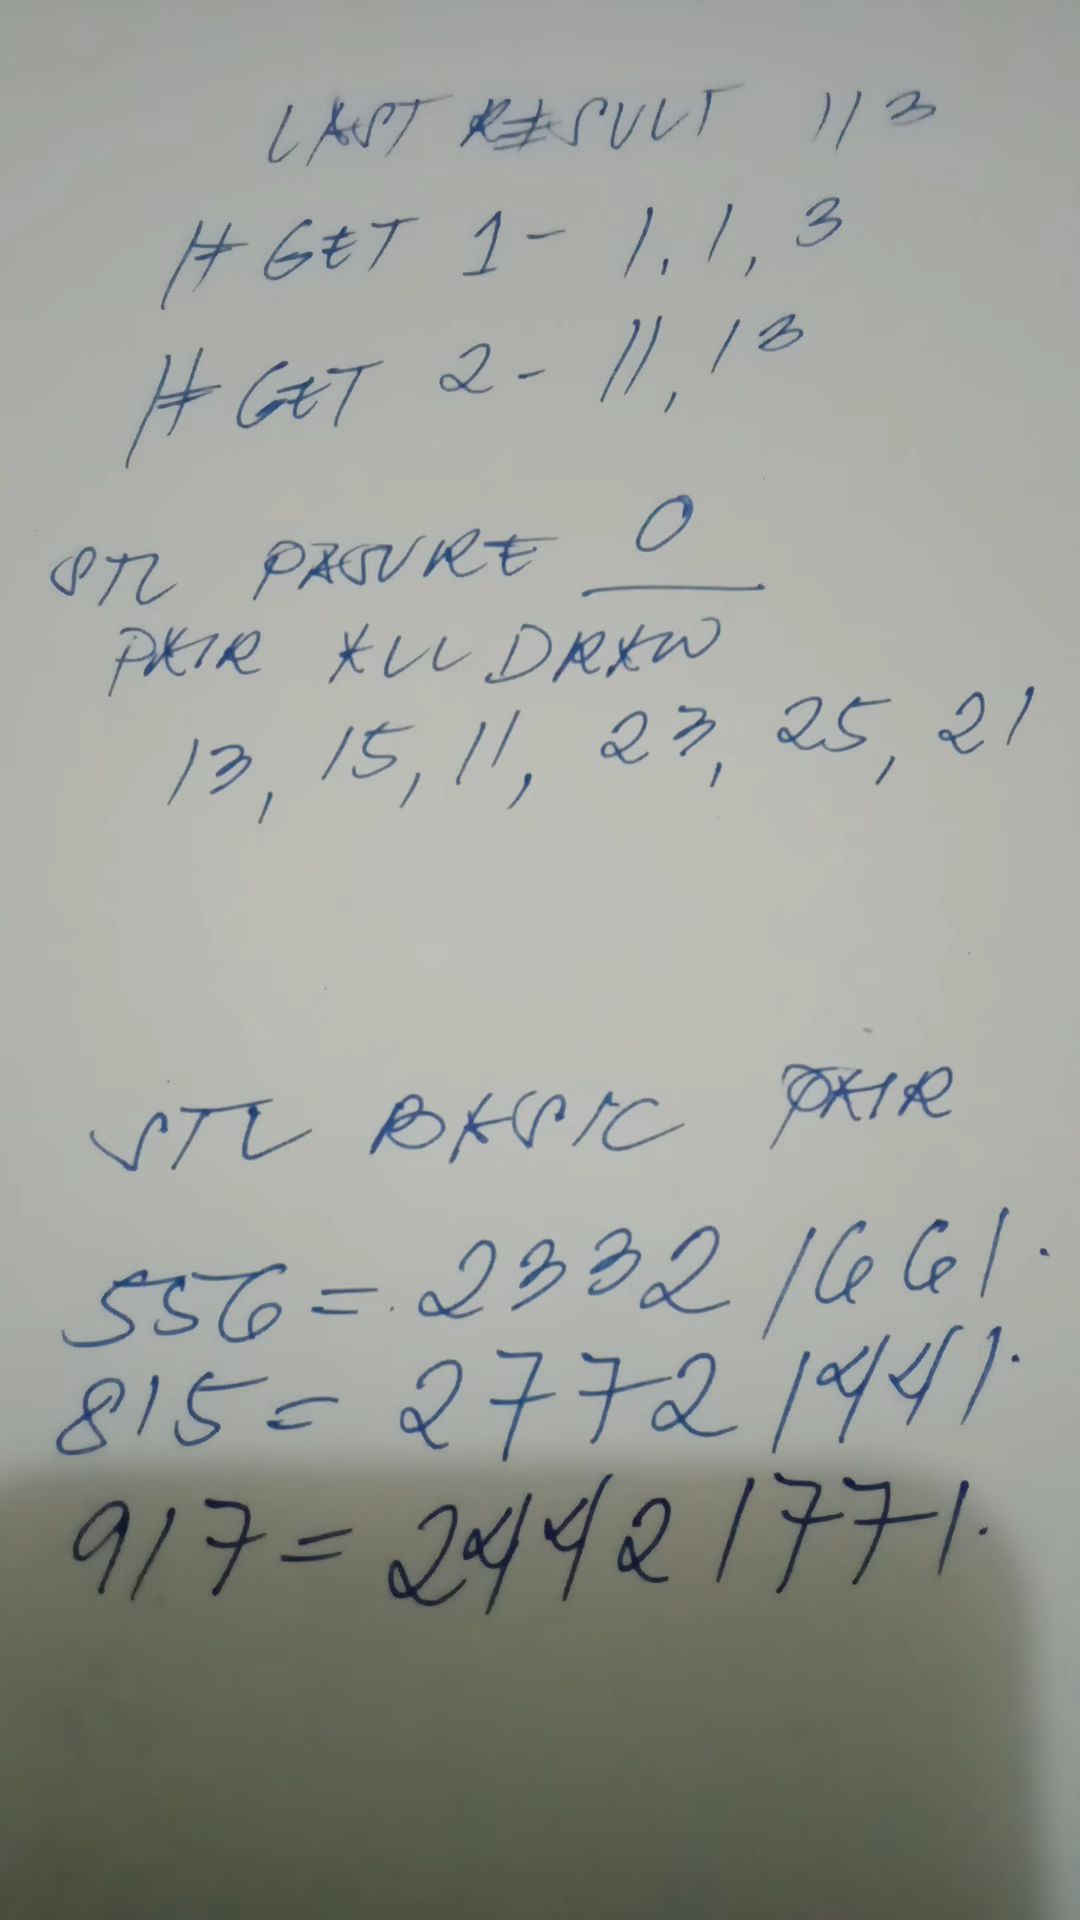 LAST RESULT 113
# GET 1 - 1, 1, 3
# GET 2 - 11, 13
STL PASURE 0
PAIR ALL DRAW
13, 15, 11, 23, 25, 21
STL BASIC PAIR
556 = 2332 1661.
815 = 2772 1441.
917 = 2442 1771.